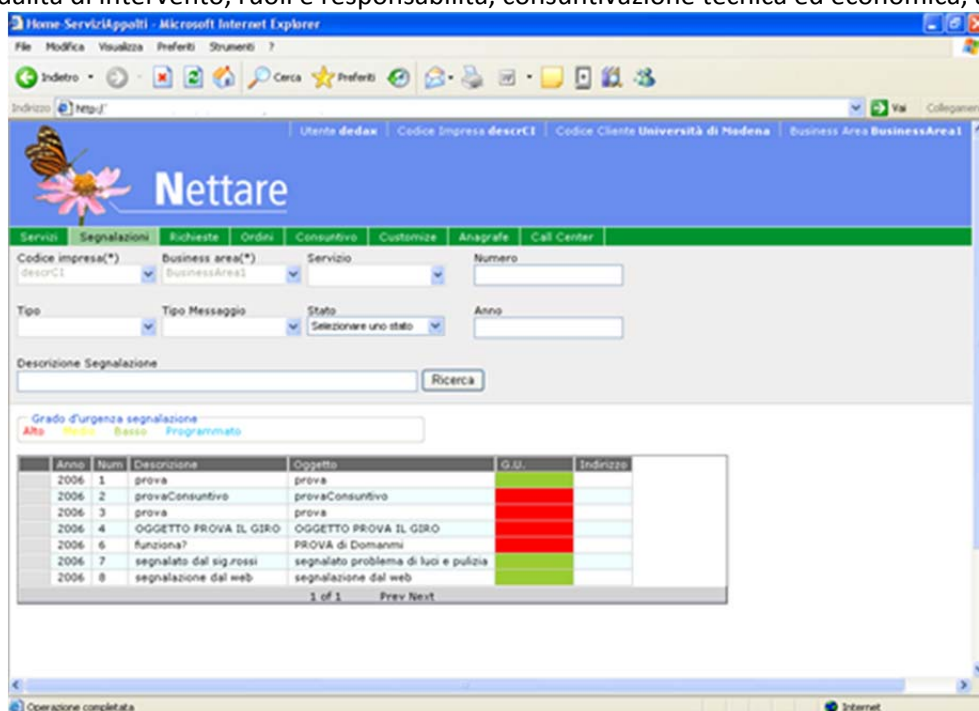 di intervento, ruoli e responsabilità, consuntivazione tecnica ed economica,
Home-ServiziAppalti - Microsoft Internet Explorer
File Modifica Visualizza Preferiti Strumenti ?
Indietro Cerca Preferiti
Indirizzo http:/ Vai Collegamen
Utente dedax Codice Impresa descrCI Codice Cliente Università di Modena Business Area BusinessArea1
Nettare
Servizi Segnalazioni Richieste Ordini Consuntivo Customize Anagrafe Call Center
Codice impresa(*) Business area(*) Servizio Numero
descrCI BusinessArea1
Tipo Tipo Messaggio Stato Anno
Selezionare uno stato
Descrizione Segnalazione
Ricerca
Grado d'urgenza segnalazione
Alto Medio Basso Programmato
Anno Num Descrizione Oggetto G.U. Indirizzo
2006 1 prova prova
2006 2 provaConsuntivo provaConsuntivo
2006 3 prova prova
2006 4 OGGETTO PROVA IL GIRO OGGETTO PROVA IL GIRO
2006 6 funziona? PROVA di Domanmi
2006 7 segnalato dal sig.rossi segnalato problema di luci e pulizia
2006 8 segnalazione dal web segnalazione dal web
1 of 1 Prev Next
Operazione completata Internet